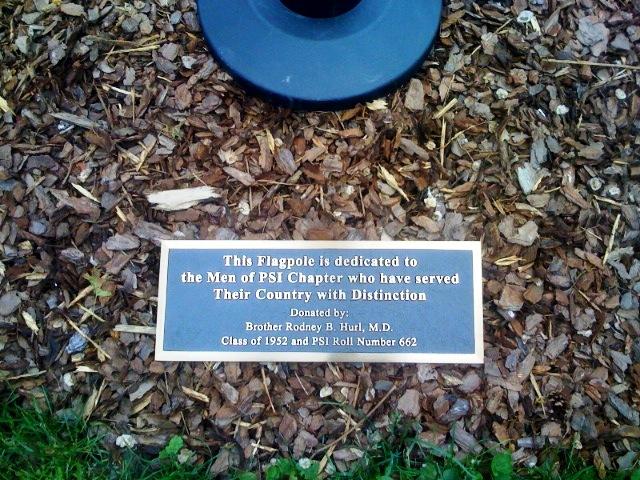 This Flagpole is dedicated to
the Men of PSI Chapter who have served
Their Country with Distinction
Donated by:
Brother Rodney B. Hurl, M.D.
Class of 1952 and PSI Roll Number 662